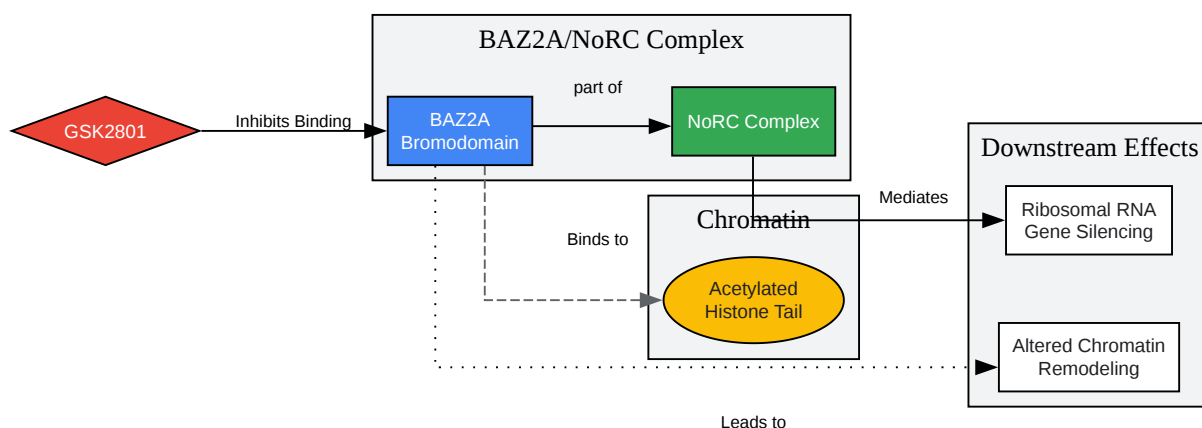 BAZ2A/NoRC Complex
part of
GSK2801
Inhibits Binding
BAZ2A
Bromodomain
NoRC Complex
Downstream Effects
Chromatin
Mediates
Ribosomal RNA
Gene Silencing
Binds to
Acetylated
Histone Tail
Altered Chromatin
Remodeling
Leads to